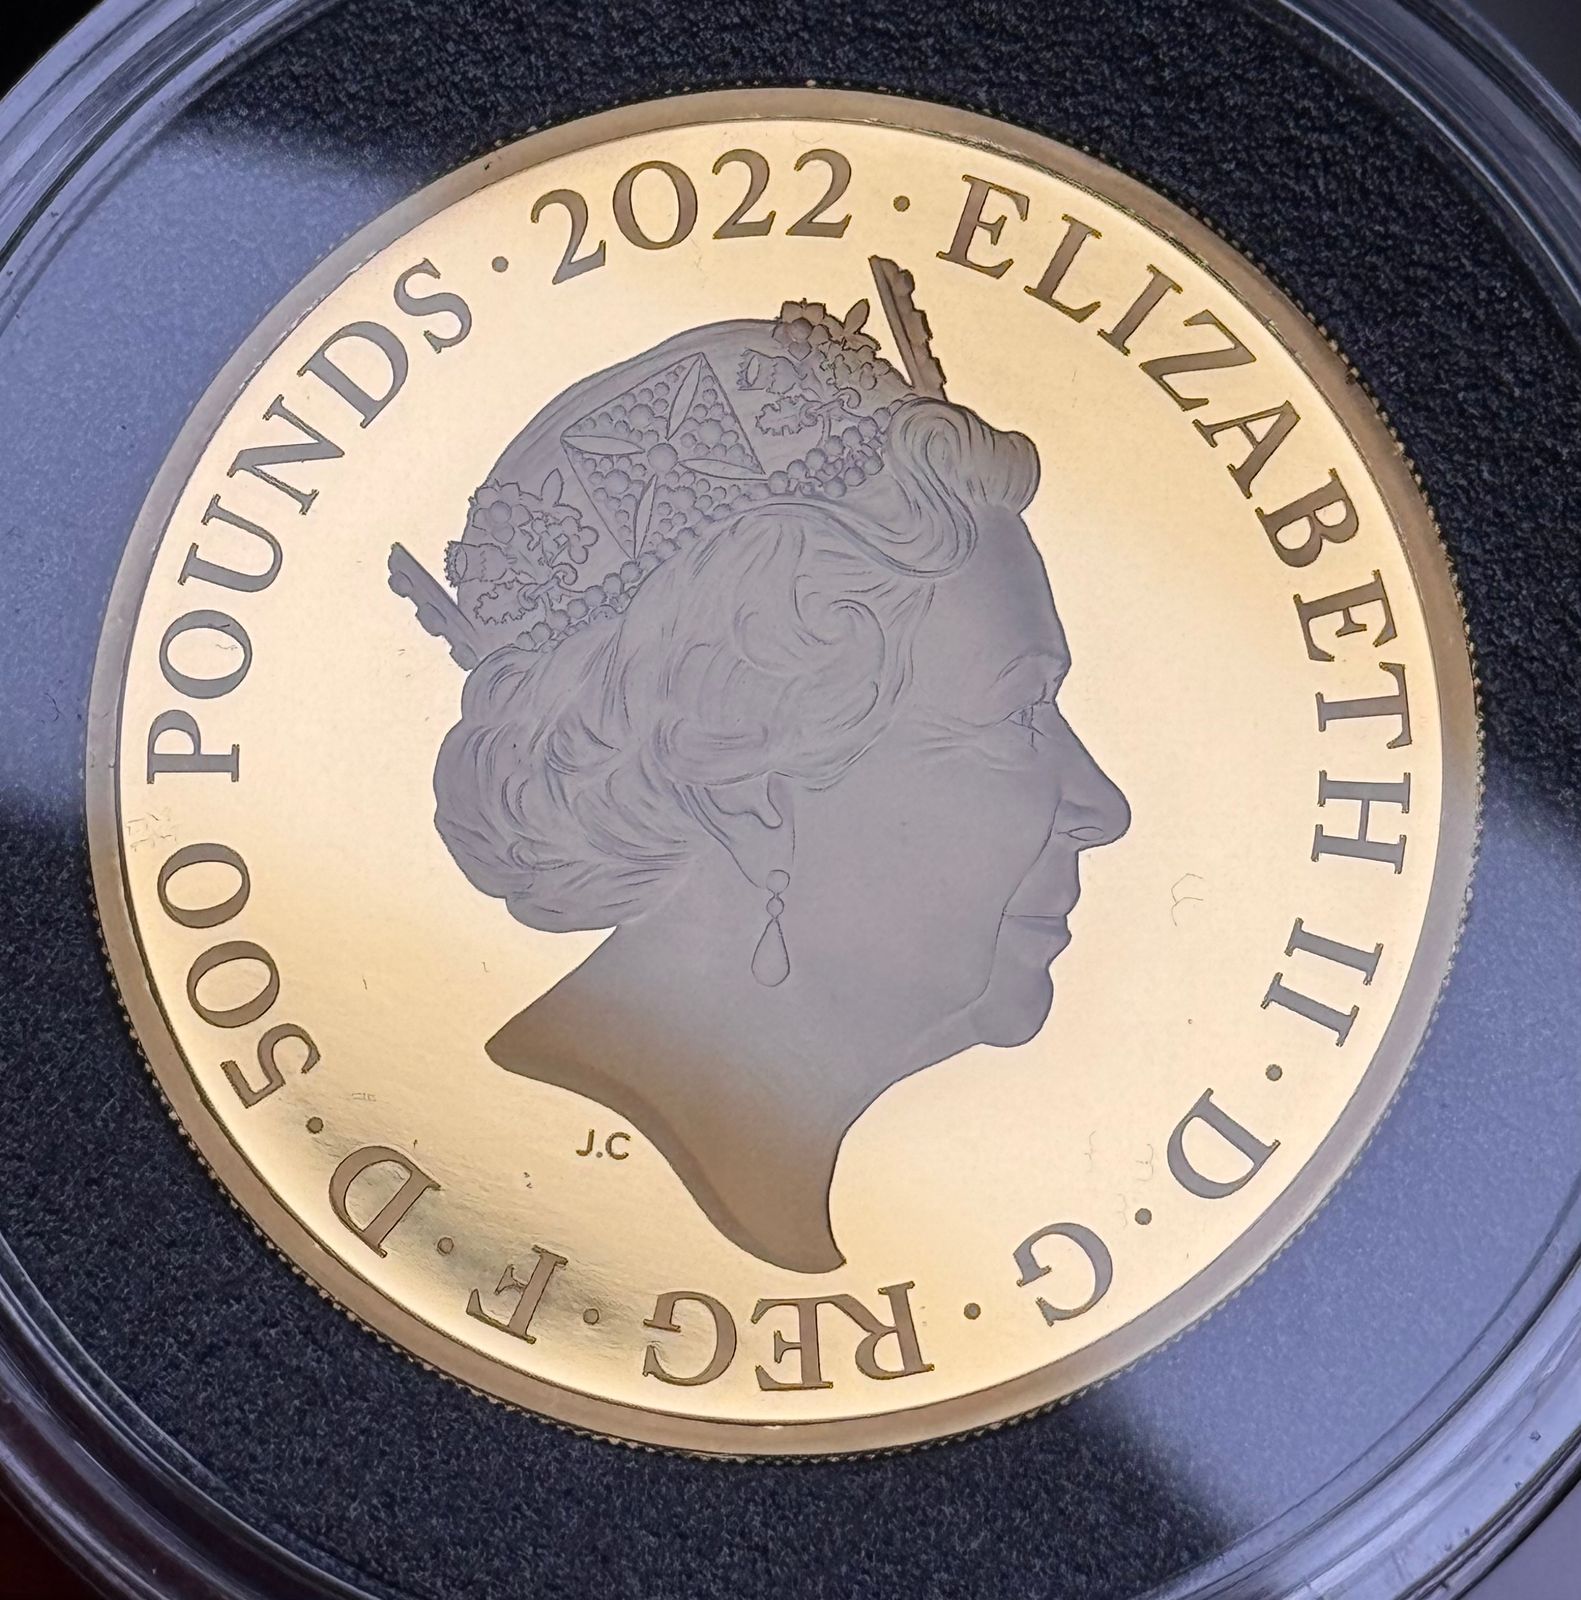 ELIZABETH II · D · G · REG · F · D · 500 POUNDS · 2022 ·
J.C